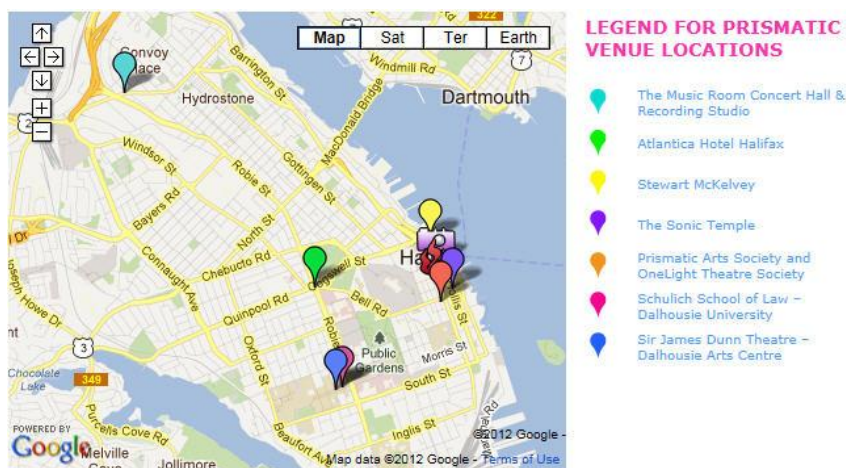 322
Map
Sat
Ter
Earth
Convoy
Place
Barrington St
Windmill Rd
7
Hydrostone
MacDonald Bridge
Dartmouth
2
Windsor St
Gottingen St
Robie St
Bayers Rd
North St
Connaught Ave
Chebucto Rd
Cogswell St
Ha
Joseph Howe Dr
Quinpool Rd
Bell Rd
Hollis St
3
Robie
Oxford St
Public
Gardens
Morris St
Chocolate
Lake
349
South St
Purcells Cove Rd
Inglis St
Beaufort Ave
POWERED BY
Google
©2012 Google -
Map data ©2012 Google - Terms of Use
Melville
Cove
Jollimore
LEGEND FOR PRISMATIC
VENUE LOCATIONS
The Music Room Concert Hall &
Recording Studio
Atlantica Hotel Halifax
Stewart McKelvey
The Sonic Temple
Prismatic Arts Society and
OneLight Theatre Society
Schulich School of Law –
Dalhousie University
Sir James Dunn Theatre –
Dalhousie Arts Centre